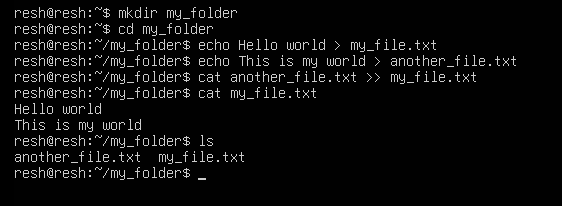 resh@resh:~$ mkdir my_folder
resh@resh:~$ cd my_folder
resh@resh:~/my_folder$ echo Hello world > my_file.txt
resh@resh:~/my_folder$ echo This is my world > another_file.txt
resh@resh:~/my_folder$ cat another_file.txt >> my_file.txt
resh@resh:~/my_folder$ cat my_file.txt
Hello world
This is my world
resh@resh:~/my_folder$ ls
another_file.txt  my_file.txt
resh@resh:~/my_folder$ _